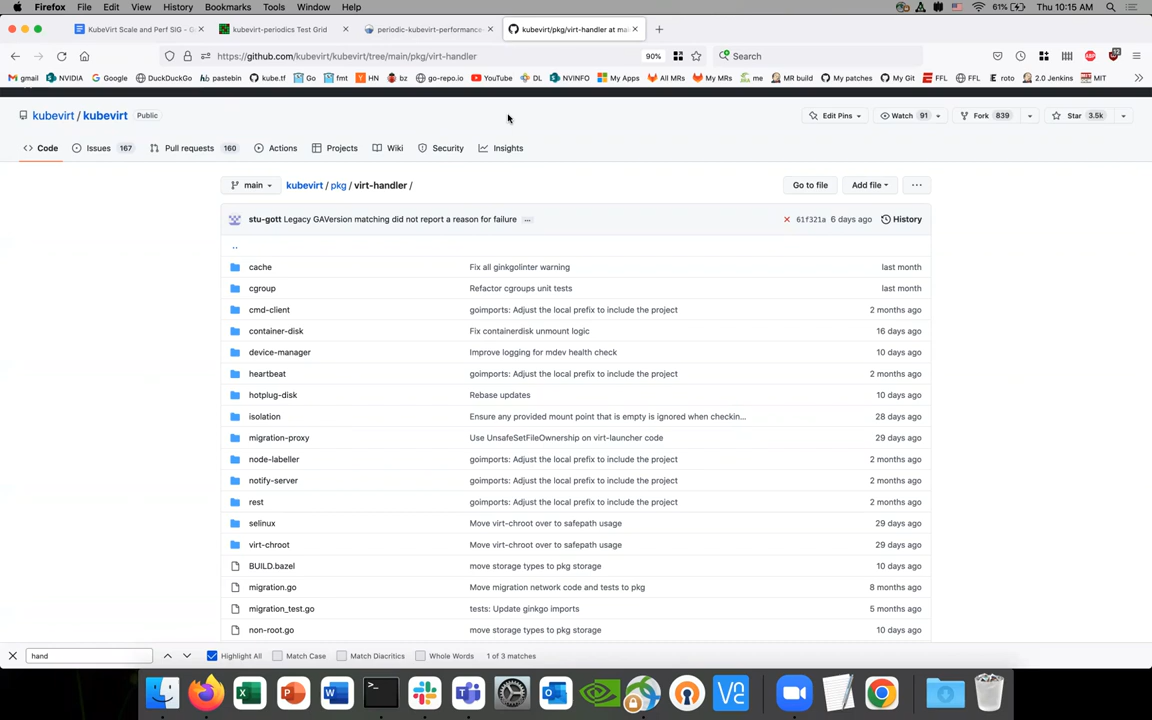 Firefox File Edit View History Bookmarks Tools Window Help 61% Thu 10:15 AM
KubeVirt Scale and Perf SIG - G kubevirt-periodics Test Grid periodic-kubevirt-performance- kubevirt/pkg/virt-handler at mai
https://github.com/kubevirt/kubevirt/tree/main/pkg/virt-handler 90% Search
gmail NVIDIA Google DuckDuckGo pastebin kube.tf Go fmt HN bz go-repo.io YouTube DL NVINFO My Apps All MRs My MRs me MR build My patches My Git FFL FFL roto 2.0 Jenkins MIT
kubevirt / kubevirt Public Edit Pins Watch 91 Fork 839 Star 3.5k
Code Issues 167 Pull requests 160 Actions Projects Wiki Security Insights
main kubevirt / pkg / virt-handler / Go to file Add file ...
stu-gott Legacy GAVersion matching did not report a reason for failure ... 61f321a 6 days ago History
..
cache Fix all ginkgolinter warning last month
cgroup Refactor cgroups unit tests last month
cmd-client goimports: Adjust the local prefix to include the project 2 months ago
container-disk Fix containerdisk unmount logic 16 days ago
device-manager Improve logging for mdev health check 10 days ago
heartbeat goimports: Adjust the local prefix to include the project 2 months ago
hotplug-disk Rebase updates 10 days ago
isolation Ensure any provided mount point that is empty is ignored when checkin... 28 days ago
migration-proxy Use UnsafeSetFileOwnership on virt-launcher code 29 days ago
node-labeller goimports: Adjust the local prefix to include the project 2 months ago
notify-server goimports: Adjust the local prefix to include the project 2 months ago
rest goimports: Adjust the local prefix to include the project 2 months ago
selinux Move virt-chroot over to safepath usage 29 days ago
virt-chroot Move virt-chroot over to safepath usage 29 days ago
BUILD.bazel move storage types to pkg storage 10 days ago
migration.go Move migration network code and tests to pkg 8 months ago
migration_test.go tests: Update ginkgo imports 5 months ago
non-root.go move storage types to pkg storage 10 days ago
hand Highlight All Match Case Match Diacritics Whole Words 1 of 3 matches